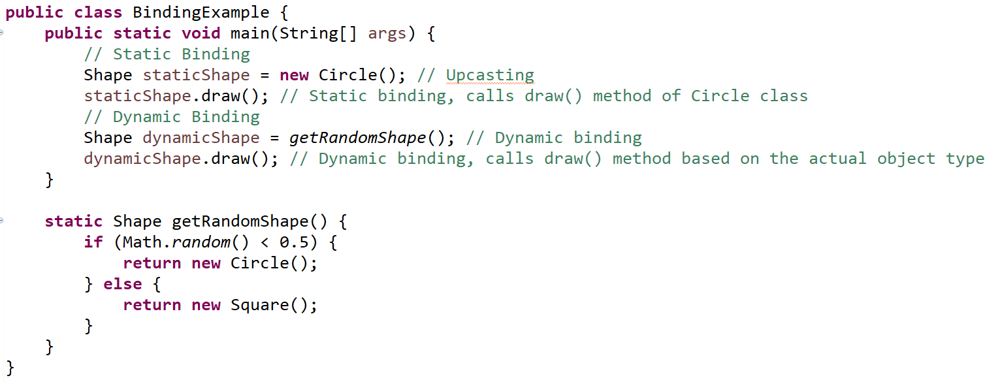 public class BindingExample {
    public static void main(String[] args) {
        // Static Binding
        Shape staticShape = new Circle(); // Upcasting
        staticShape.draw(); // Static binding, calls draw() method of Circle class
        // Dynamic Binding
        Shape dynamicShape = getRandomShape(); // Dynamic binding
        dynamicShape.draw(); // Dynamic binding, calls draw() method based on the actual object type
    }
    static Shape getRandomShape() {
        if (Math.random() < 0.5) {
            return new Circle();
        } else {
            return new Square();
        }
    }
}